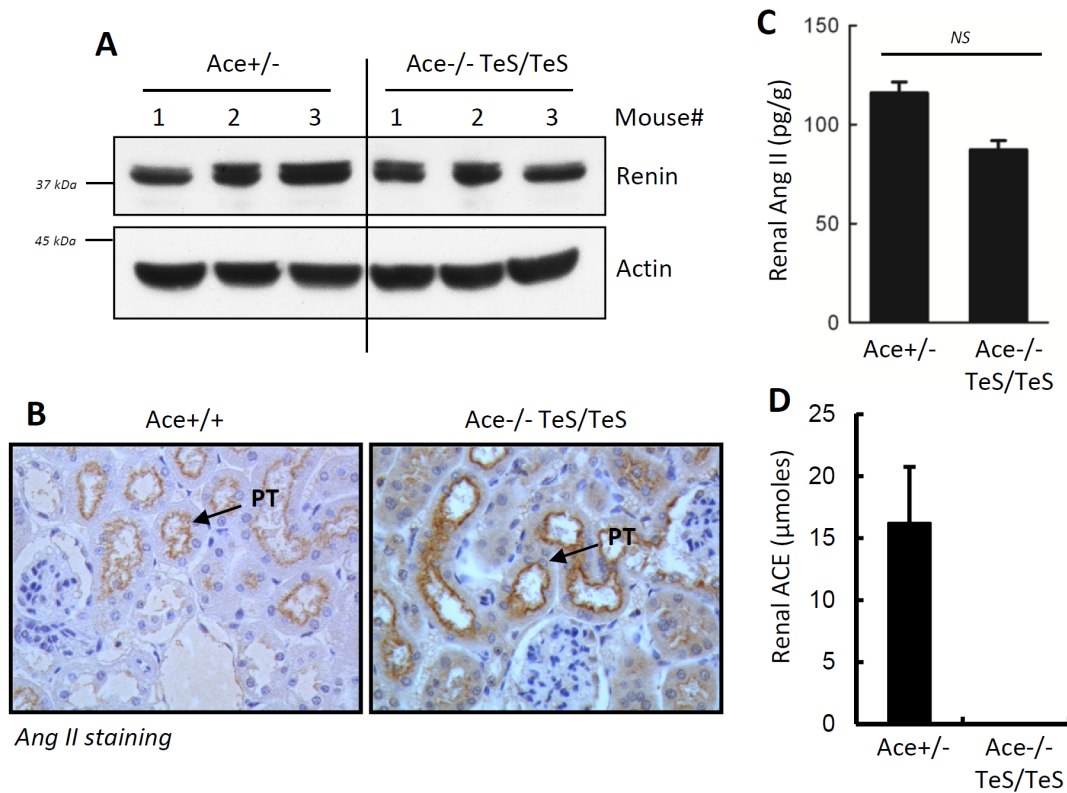 A
Ace+/-
Ace-/- TeS/TeS
1 2 3 1 2 3 Mouse#
37 kDa
Renin
45 kDa
Actin
B
Ace+/+
Ace-/- TeS/TeS
PT
PT
Ang II staining
C
NS
Renal Ang II (pg/g)
150
100
50
0
Ace+/-
Ace-/-
TeS/TeS
D
Renal ACE (µmoles)
25
20
15
10
5
0
Ace+/-
Ace-/-
TeS/TeS